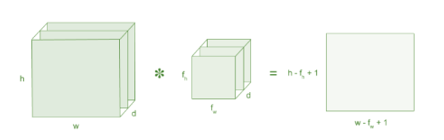 h
w
d
*
f_h
f_w
d
=
h - f_h + 1
w - f_w + 1